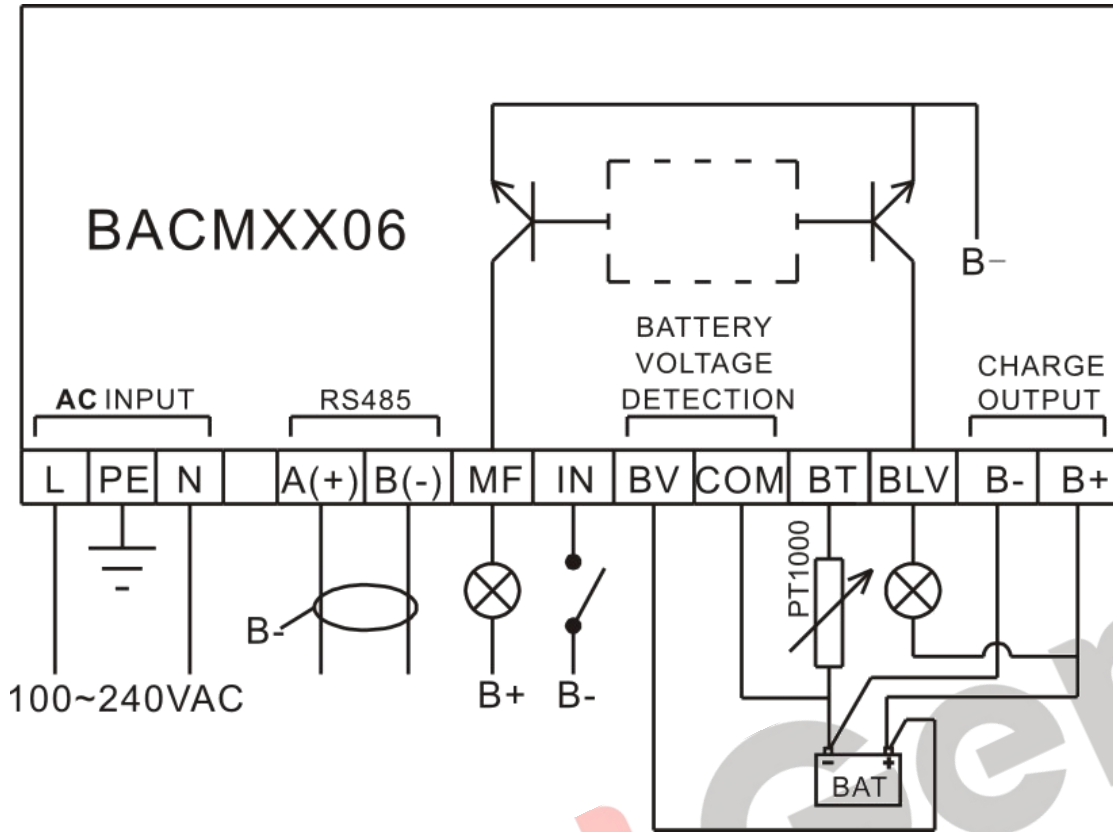 BACMXX06
B-
BATTERY
VOLTAGE
DETECTION
CHARGE
OUTPUT
AC INPUT
RS485
L PE N A(+) B(-) MF IN BV COM BT BLV B- B+
PT1000
B-
100~240VAC
B+
B-
- +
BAT